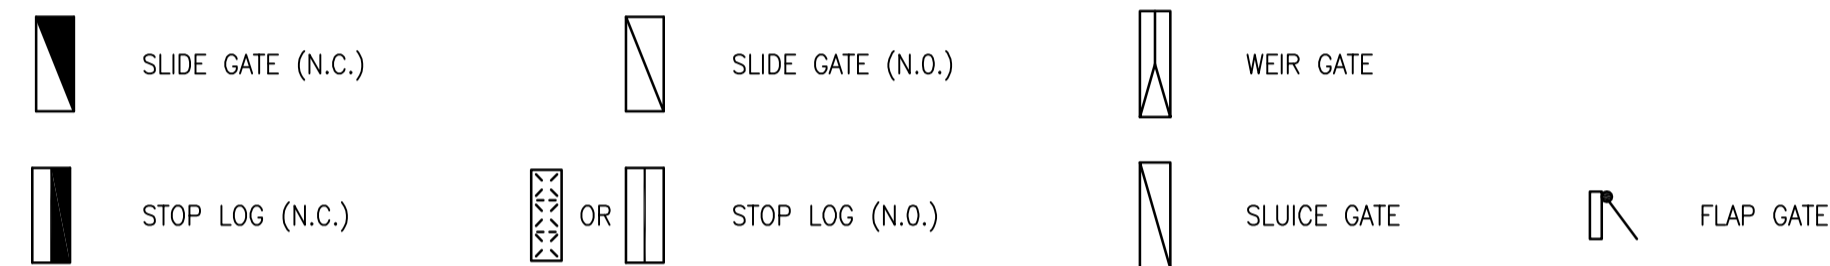 SLIDE GATE (N.C.)
SLIDE GATE (N.O.)
WEIR GATE
STOP LOG (N.C.)
OR
STOP LOG (N.O.)
SLUICE GATE
FLAP GATE